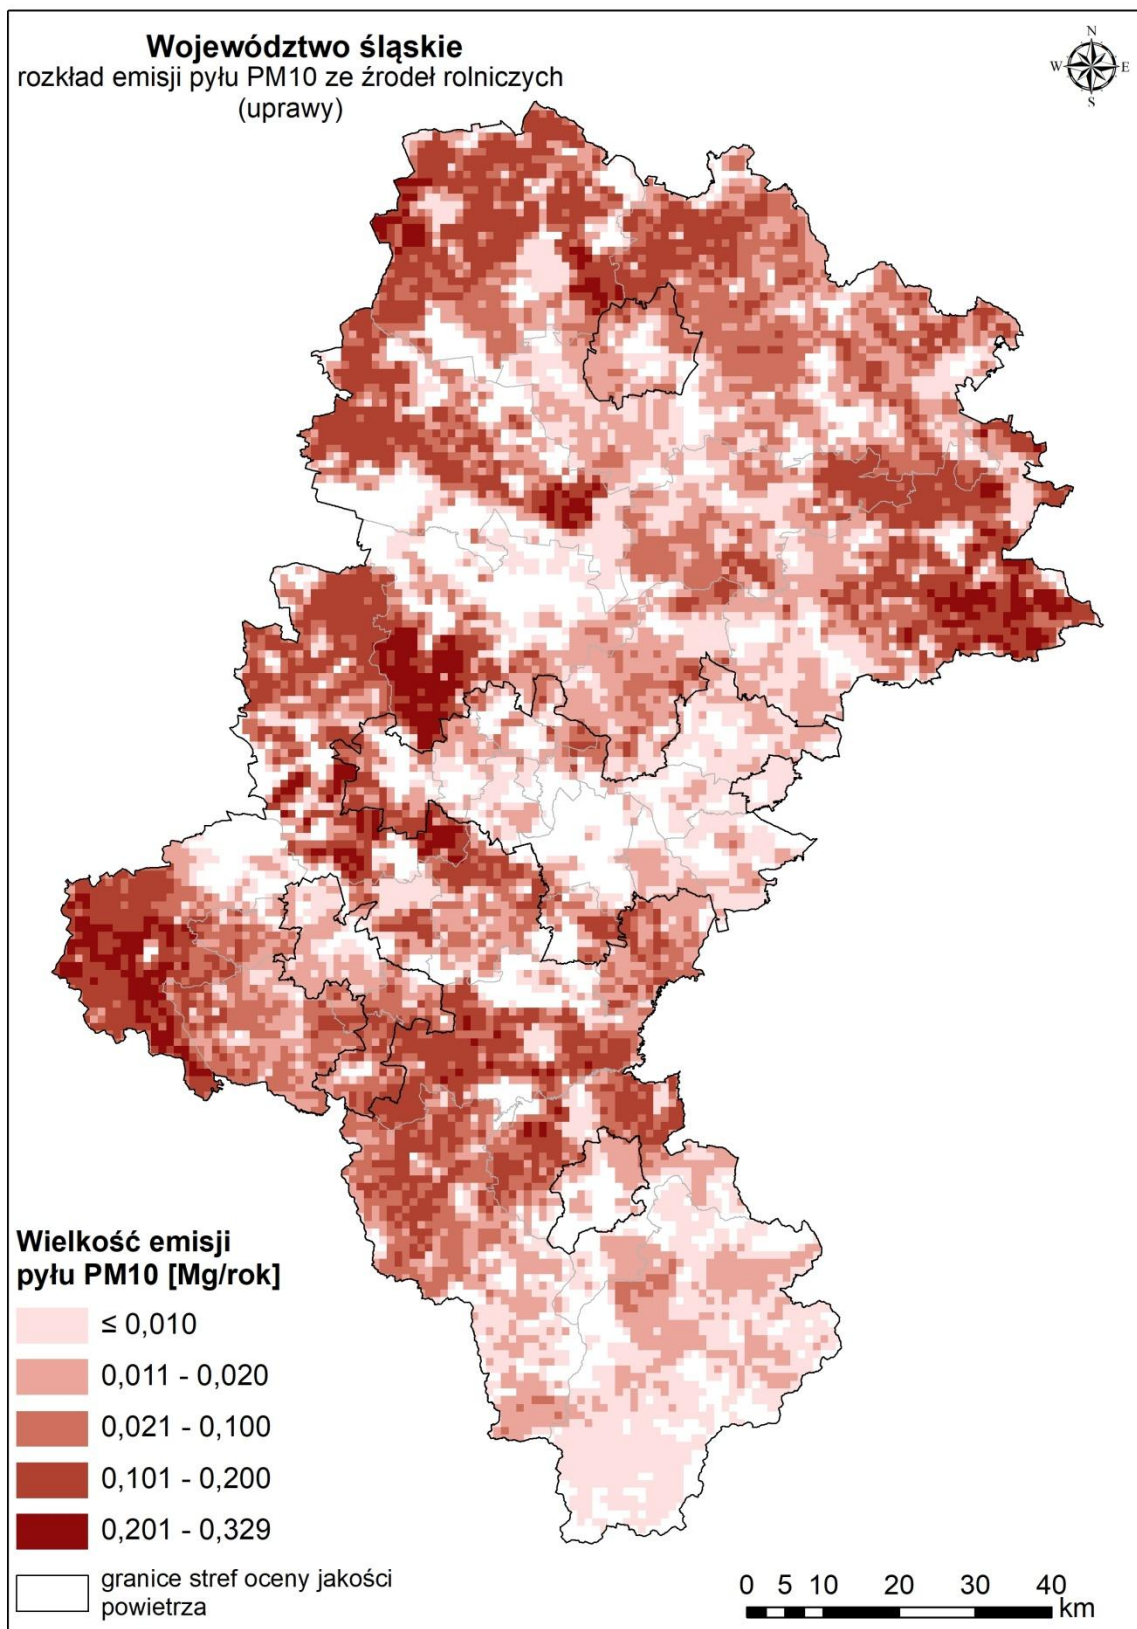 Województwo śląskie
rozkład emisji pyłu PM10 ze źrodeł rolniczych
(uprawy)
N
W E
S
Wielkość emisji
pyłu PM10 [Mg/rok]
≤ 0,010
0,011 - 0,020
0,021 - 0,100
0,101 - 0,200
0,201 - 0,329
granice stref oceny jakości
powietrza
0 5 10 20 30 40
km